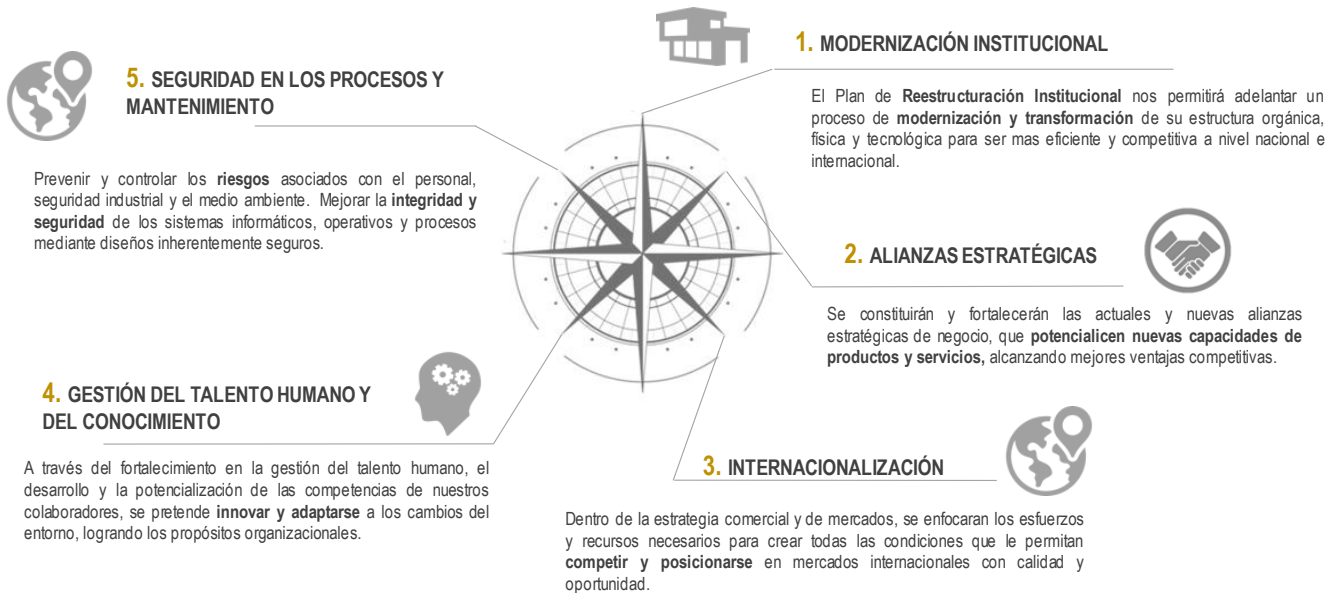 1. MODERNIZACIÓN INSTITUCIONAL
El Plan de Reestructuración Institucional nos permitirá adelantar un
proceso de modernización y transformación de su estructura orgánica,
física y tecnológica para ser mas eficiente y competitiva a nivel nacional e
internacional.
2. ALIANZAS ESTRATÉGICAS
Se constituirán y fortalecerán las actuales y nuevas alianzas
estratégicas de negocio, que potencialicen nuevas capacidades de
productos y servicios, alcanzando mejores ventajas competitivas.
3. INTERNACIONALIZACIÓN
Dentro de la estrategia comercial y de mercados, se enfocaran los esfuerzos
y recursos necesarios para crear todas las condiciones que le permitan
competir y posicionarse en mercados internacionales con calidad y
oportunidad.
4. GESTIÓN DEL TALENTO HUMANO Y
DEL CONOCIMIENTO
A través del fortalecimiento en la gestión del talento humano, el
desarrollo y la potencialización de las competencias de nuestros
colaboradores, se pretende innovar y adaptarse a los cambios del
entorno, logrando los propósitos organizacionales.
5. SEGURIDAD EN LOS PROCESOS Y
MANTENIMIENTO
Prevenir y controlar los riesgos asociados con el personal,
seguridad industrial y el medio ambiente. Mejorar la integridad y
seguridad de los sistemas informáticos, operativos y procesos
mediante diseños inherentemente seguros.